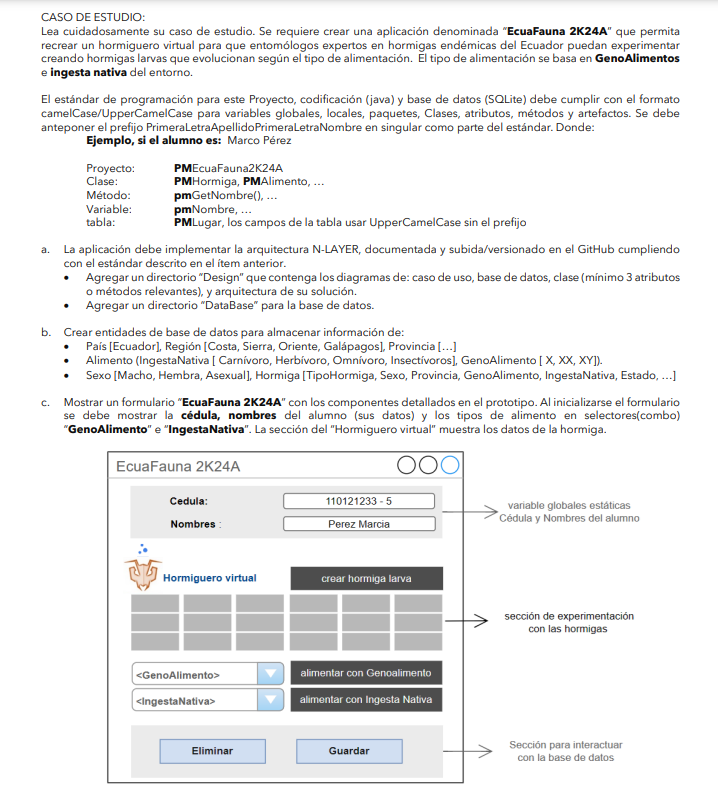 CASO DE ESTUDIO:
Lea cuidadosamente su caso de estudio. Se requiere crear una aplicación denominada "EcuaFauna 2K24A" que permita
recrear un hormiguero virtual para que entomólogos expertos en hormigas endémicas del Ecuador puedan experimentar
creando hormigas larvas que evolucionan según el tipo de alimentación. El tipo de alimentación se basa en GenoAlimentos
e ingesta nativa del entorno.
El estándar de programación para este Proyecto, codificación (java) y base de datos (SQLite) debe cumplir con el formato
camelCase/UpperCamelCase para variables globales, locales, paquetes, Clases, atributos, métodos y artefactos. Se debe
anteponer el prefijo PrimeraLetraApellidoPrimeraLetraNombre en singular como parte del estándar. Donde:
Ejemplo, si el alumno es: Marco Pérez
Proyecto: PMEcuaFauna2K24A
Clase: PMHormiga, PMAlimento, ...
Método: pmGetNombre(), ...
Variable: pmNombre, ...
tabla: PMLugar, los campos de la tabla usar UpperCamelCase sin el prefijo
a. La aplicación debe implementar la arquitectura N-LAYER, documentada y subida/versionado en el GitHub cumpliendo
con el estándar descrito en el ítem anterior.
• Agregar un directorio "Design" que contenga los diagramas de: caso de uso, base de datos, clase (mínimo 3 atributos
o métodos relevantes), y arquitectura de su solución.
• Agregar un directorio "DataBase" para la base de datos.
b. Crear entidades de base de datos para almacenar información de:
• País [Ecuador], Región [Costa, Sierra, Oriente, Galápagos], Provincia [...]
• Alimento (IngestaNativa [ Carnívoro, Herbívoro, Omnívoro, Insectívoros], GenoAlimento [ X, XX, XY]).
• Sexo [Macho, Hembra, Asexual], Hormiga [TipoHormiga, Sexo, Provincia, GenoAlimento, IngestaNativa, Estado, ...]
c. Mostrar un formulario "EcuaFauna 2K24A" con los componentes detallados en el prototipo. Al inicializarse el formulario
se debe mostrar la cédula, nombres del alumno (sus datos) y los tipos de alimento en selectores(combo)
"GenoAlimento" e "IngestaNativa". La sección del "Hormiguero virtual" muestra los datos de la hormiga.
EcuaFauna 2K24A
Cedula: 110121233 - 5
Nombres : Perez Marcia
variable globales estáticas
Cédula y Nombres del alumno
Hormiguero virtual crear hormiga larva
sección de experimentación
con las hormigas
<GenoAlimento> alimentar con Genoalimento
<IngestaNativa> alimentar con Ingesta Nativa
Eliminar Guardar
Sección para interactuar
con la base de datos